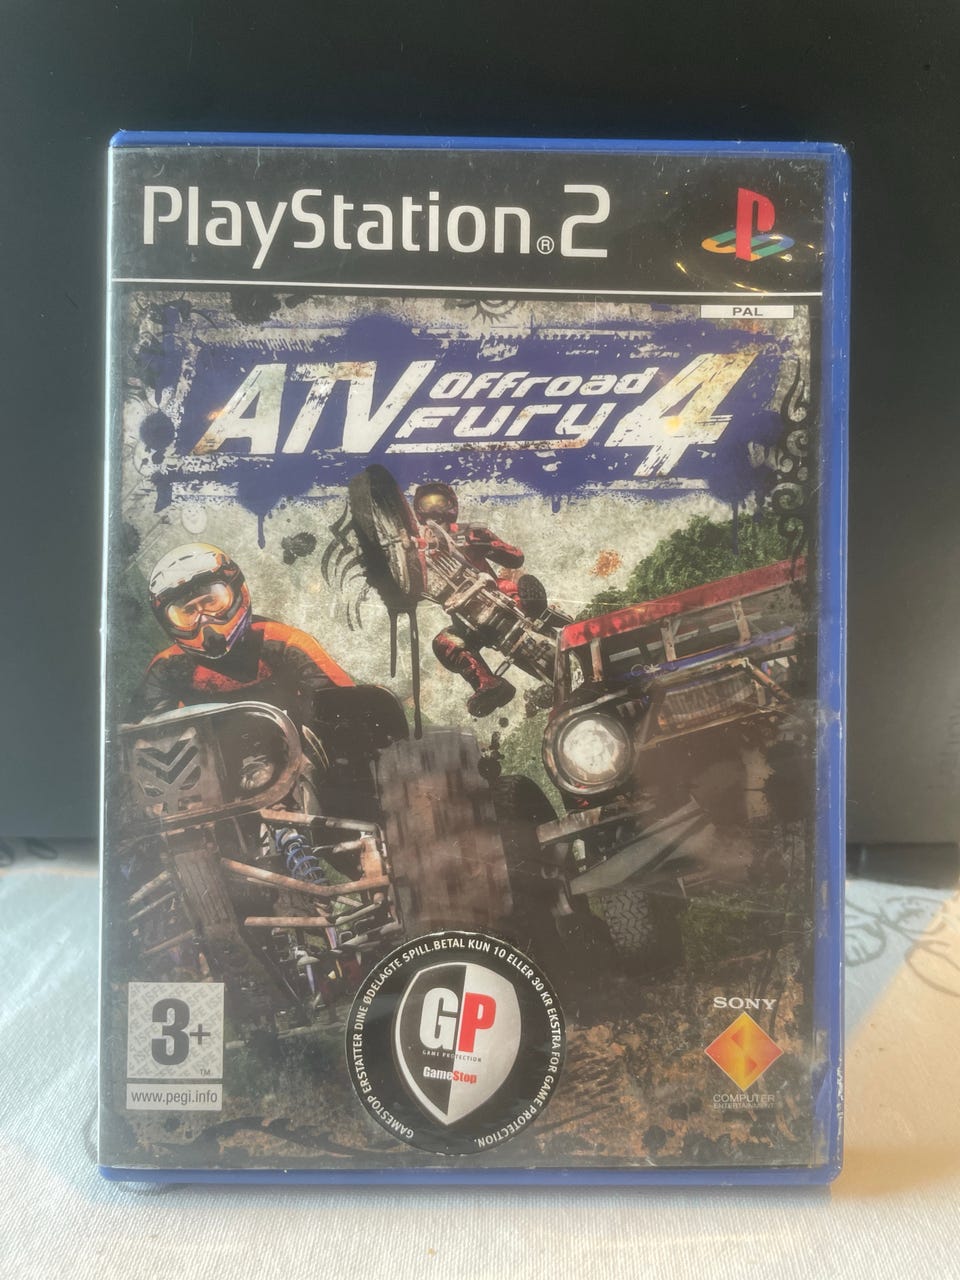 PlayStation®2
PAL
ATV Offroad Fury 4
GAMESTOP ERSTATTER DINE ØDELAGTE SPILL. BETAL KUN 10 ELLER 30 KR EKSTRA FOR GAME PROTECTION.
GP
GAME PROTECTION
GameStop
3+
TM
www.pegi.info
SONY
COMPUTER
ENTERTAINMENT